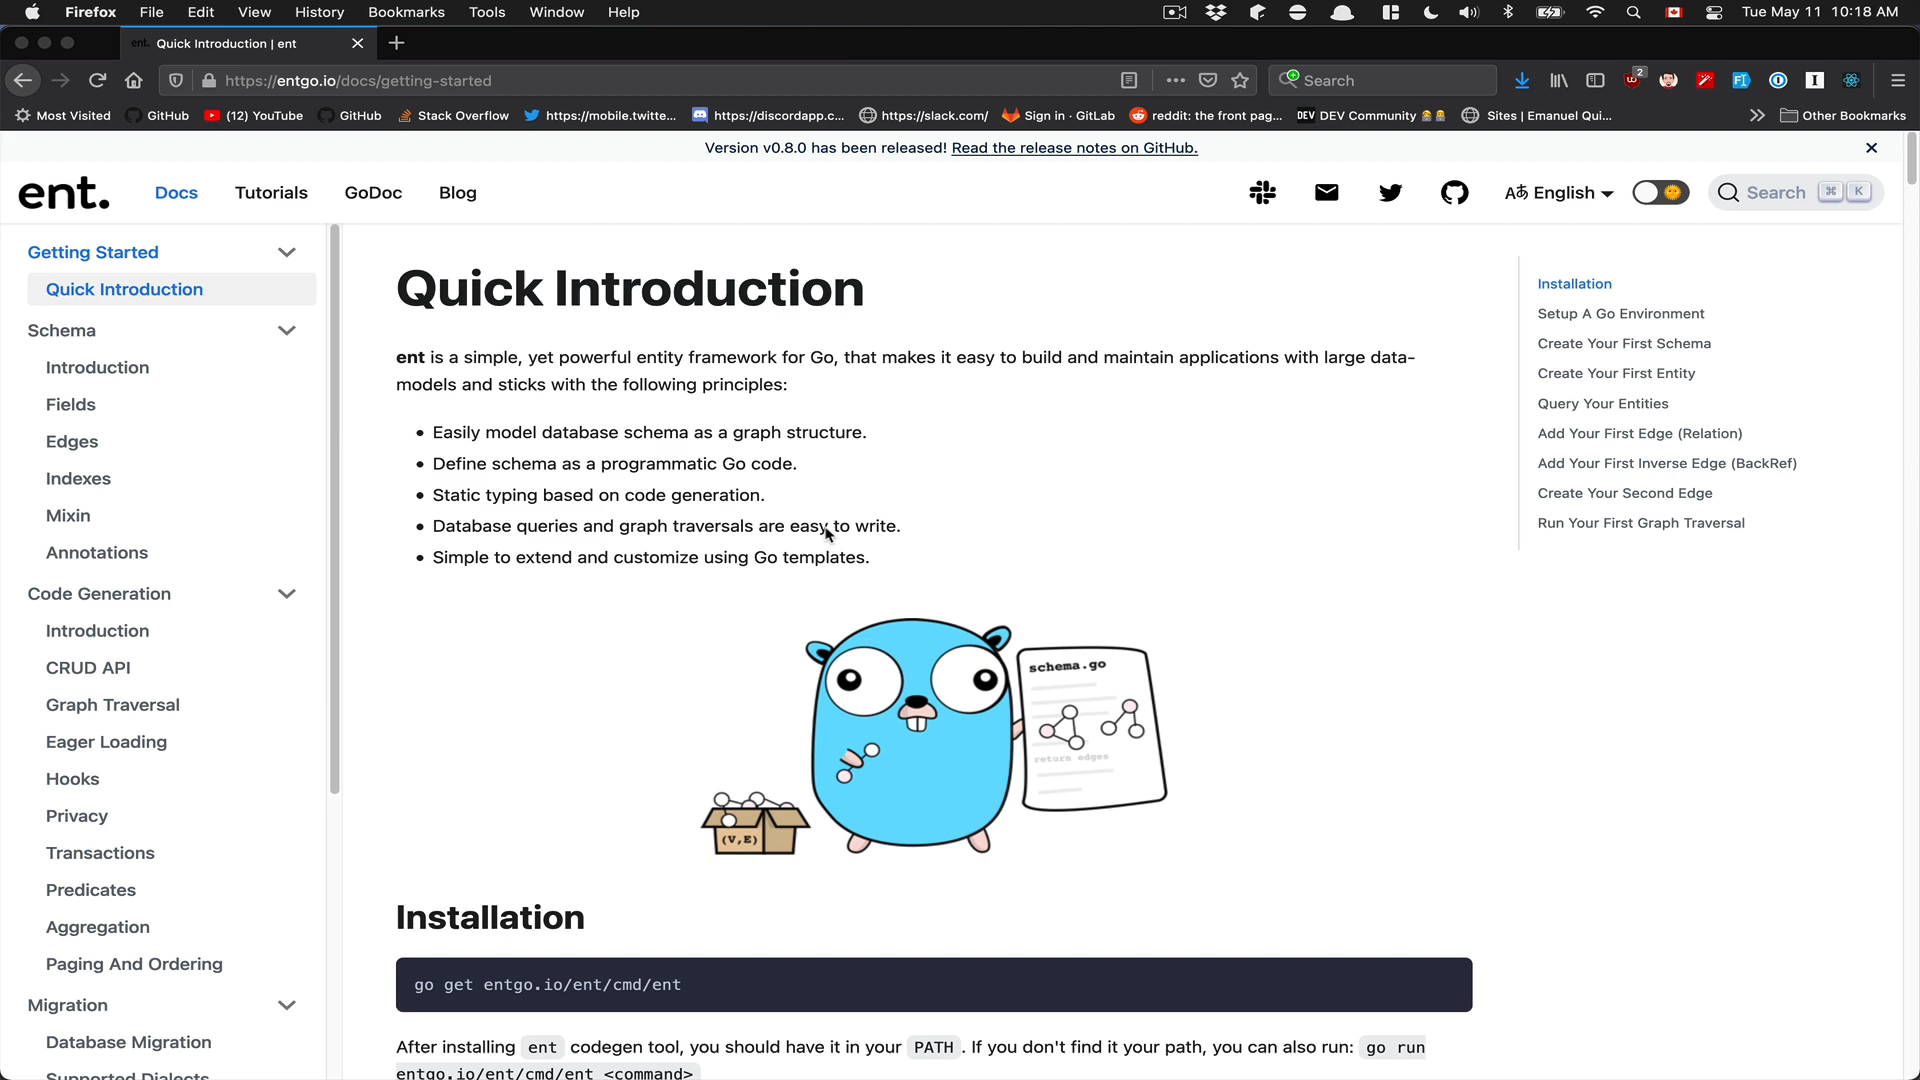 Firefox File Edit View History Bookmarks Tools Window Help Tue May 11 10:18 AM
ent. Quick Introduction | ent
https://entgo.io/docs/getting-started Search 2
Most Visited GitHub (12) YouTube GitHub Stack Overflow https://mobile.twitte... https://discordapp.c... https://slack.com/ Sign in · GitLab reddit: the front pag... DEV DEV Community Sites | Emanuel Qui... Other Bookmarks
Version v0.8.0 has been released! Read the release notes on GitHub.
ent. Docs Tutorials GoDoc Blog English Search ⌘ K
Getting Started
Quick Introduction
Schema
Introduction
Fields
Edges
Indexes
Mixin
Annotations
Code Generation
Introduction
CRUD API
Graph Traversal
Eager Loading
Hooks
Privacy
Transactions
Predicates
Aggregation
Paging And Ordering
Migration
Database Migration
Supported Dialects
Quick Introduction
ent is a simple, yet powerful entity framework for Go, that makes it easy to build and maintain applications with large data-
models and sticks with the following principles:
• Easily model database schema as a graph structure.
• Define schema as a programmatic Go code.
• Static typing based on code generation.
• Database queries and graph traversals are easy to write.
• Simple to extend and customize using Go templates.
schema.go
return edges
(V,E)
Installation
go get entgo.io/ent/cmd/ent
After installing ent codegen tool, you should have it in your PATH. If you don't find it your path, you can also run: go run
entgo.io/ent/cmd/ent <command>
Installation
Setup A Go Environment
Create Your First Schema
Create Your First Entity
Query Your Entities
Add Your First Edge (Relation)
Add Your First Inverse Edge (BackRef)
Create Your Second Edge
Run Your First Graph Traversal